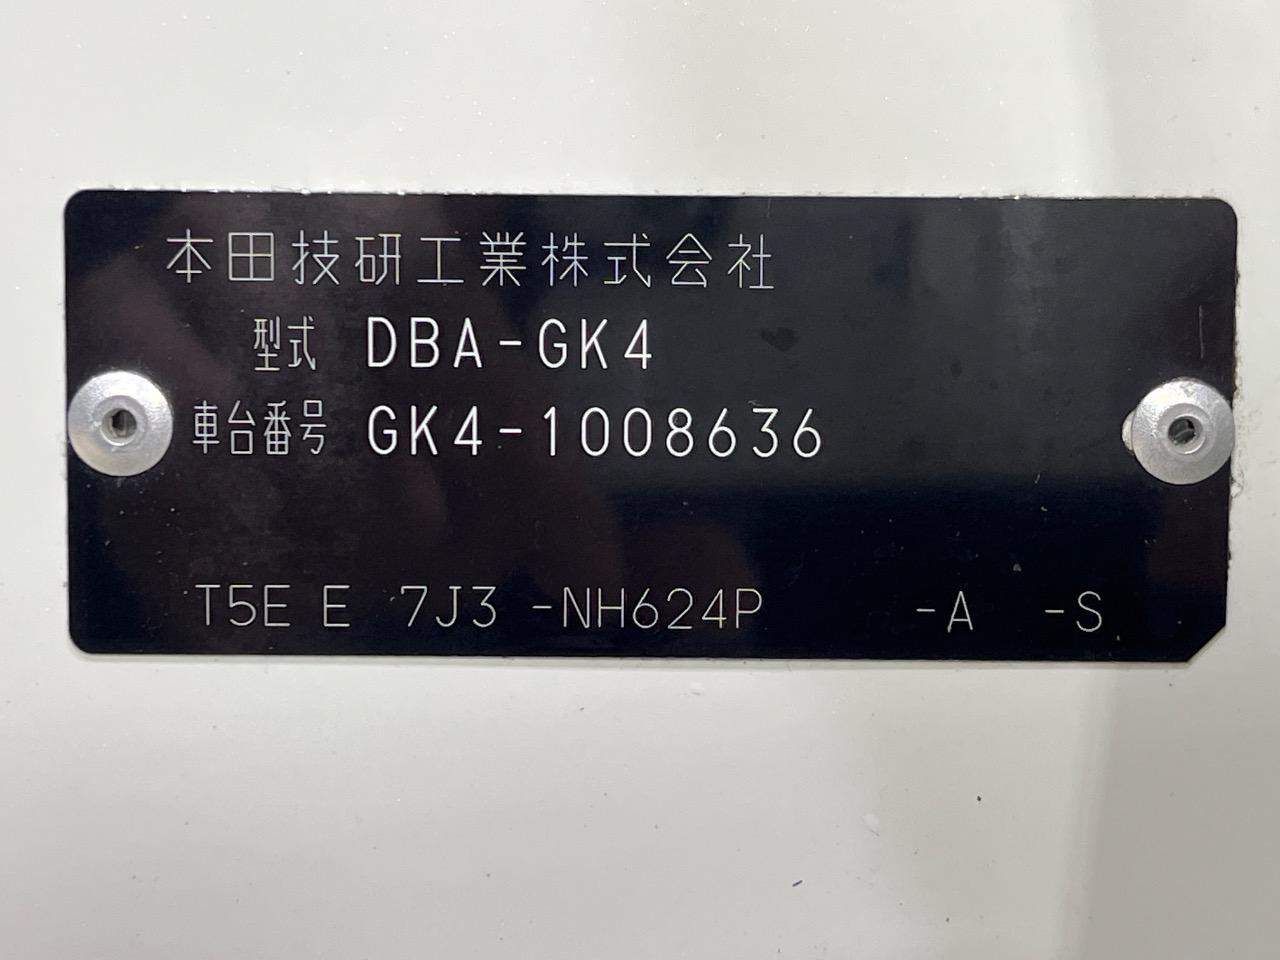 本田技研工業株式会社
型式 DBA-GK4
車台番号 GK4-1008636
T5E E 7J3 -NH624P -A -S